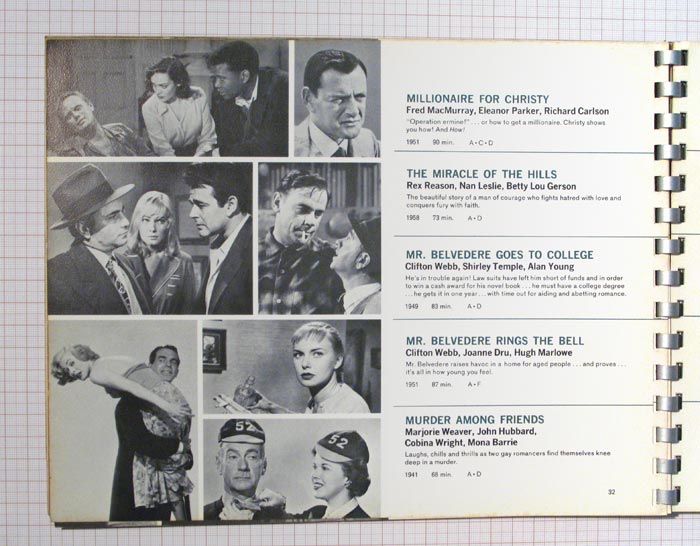 MILLIONAIRE FOR CHRISTY
Fred MacMurray, Eleanor Parker, Richard Carlson
"Operation ermine!" ... or how to get a millionaire. Christy shows
you how! And How!
1951 90 min. A•C•D
THE MIRACLE OF THE HILLS
Rex Reason, Nan Leslie, Betty Lou Gerson
The beautiful story of a man of courage who fights hatred with love and
conquers fury with faith.
1958 73 min. A•D
MR. BELVEDERE GOES TO COLLEGE
Clifton Webb, Shirley Temple, Alan Young
He's in trouble again! Law suits have left him short of funds and in order
to win a cash award for his novel book ... he must have a college degree
... he gets it in one year ... with time out for aiding and abetting romance.
1949 83 min. A•D
MR. BELVEDERE RINGS THE BELL
Clifton Webb, Joanne Dru, Hugh Marlowe
Mr. Belvedere raises havoc in a home for aged people ... and proves ...
it's all in how young you feel.
1951 87 min. A•F
MURDER AMONG FRIENDS
Marjorie Weaver, John Hubbard,
Cobina Wright, Mona Barrie
Laughs, chills and thrills as two gay romancers find themselves knee
deep in a murder.
1941 66 min. A•D
32
52
52